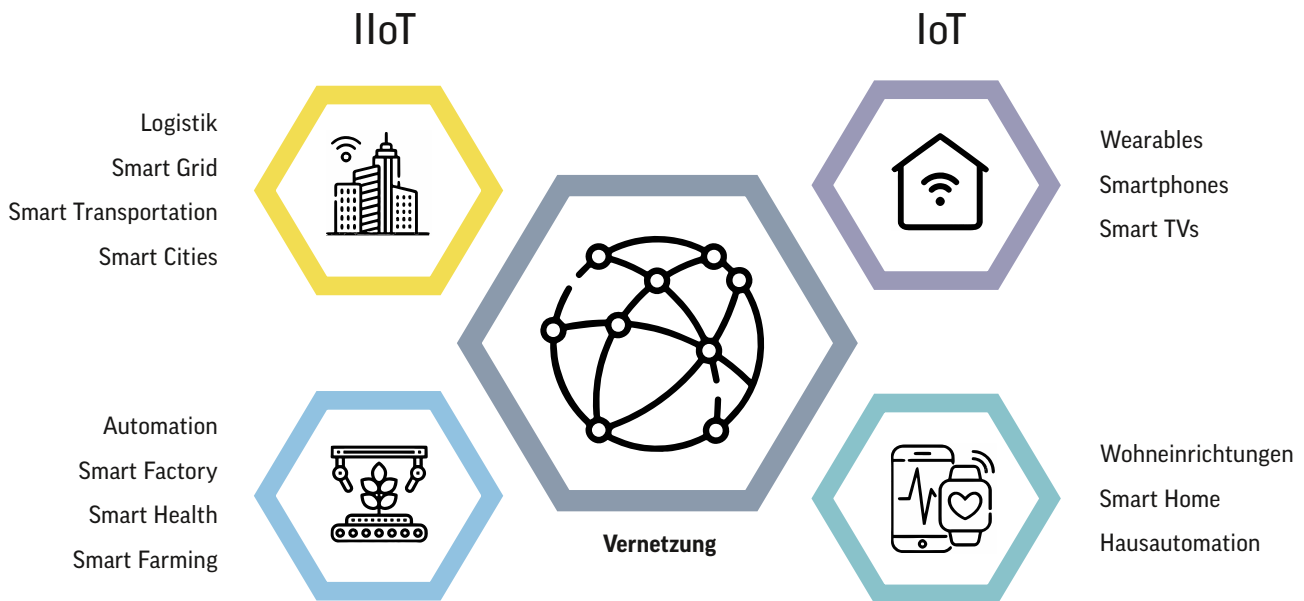 IIoT
IoT
Logistik
Smart Grid
Smart Transportation
Smart Cities
Wearables
Smartphones
Smart TVs
Automation
Smart Factory
Smart Health
Smart Farming
Vernetzung
Wohneinrichtungen
Smart Home
Hausautomation